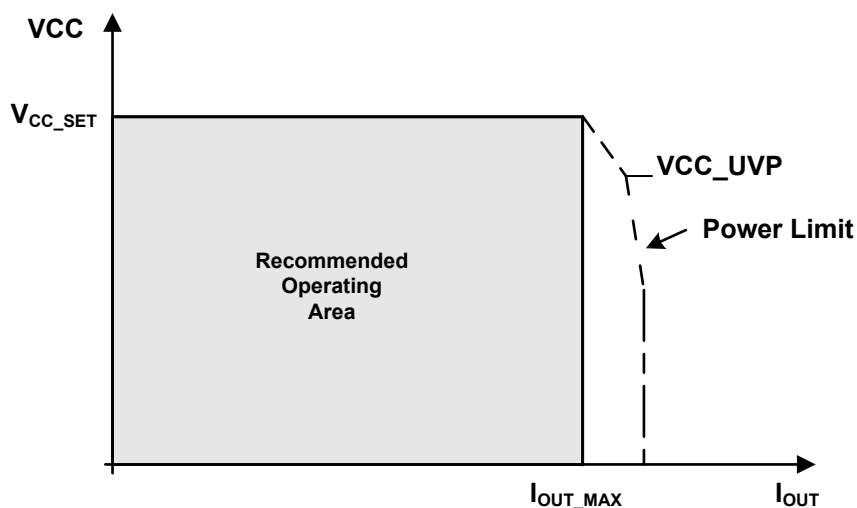 VCC
VCC_SET
VCC_UVP
Power Limit
Recommended
Operating
Area
IOUT_MAX
IOUT